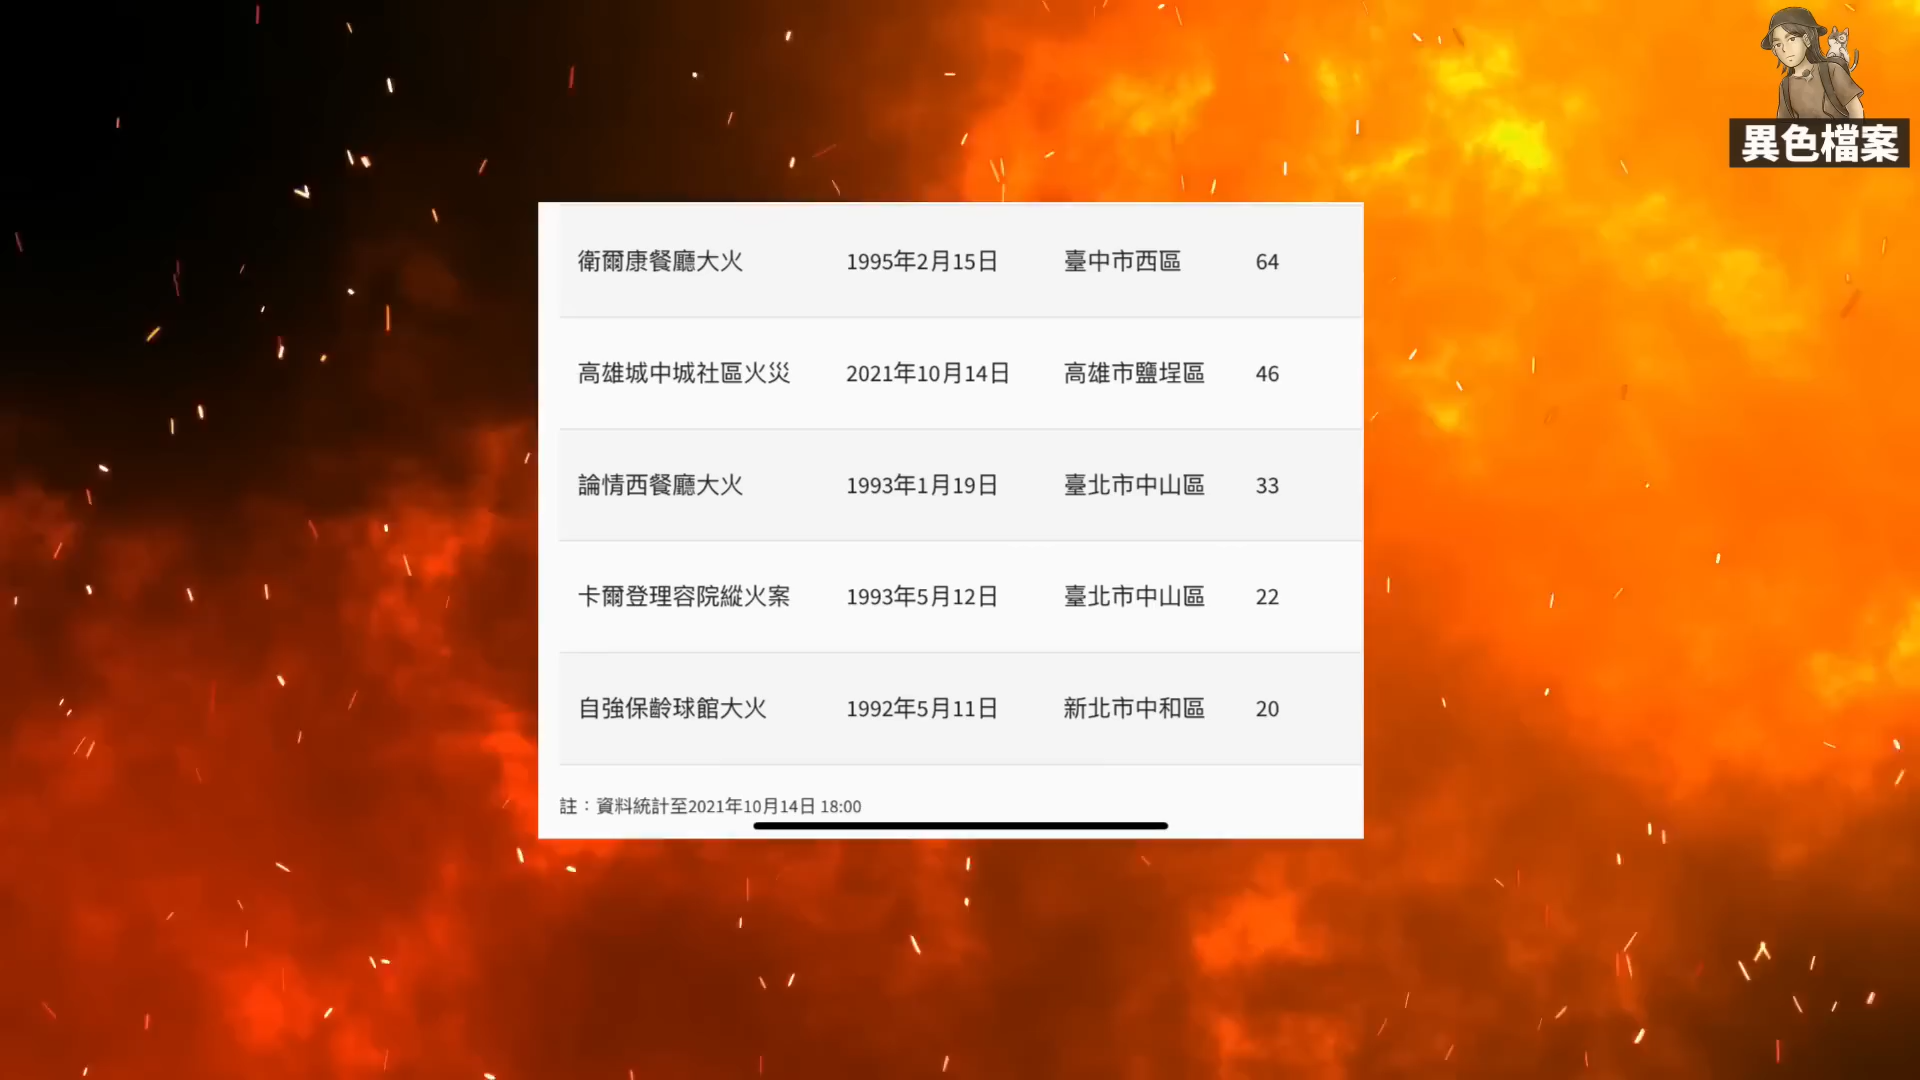 異色檔案
衛爾康餐廳大火 1995年2月15日 臺中市西區 64
高雄城中城社區火災 2021年10月14日 高雄市鹽埕區 46
論情西餐廳大火 1993年1月19日 臺北市中山區 33
卡爾登理容院縱火案 1993年5月12日 臺北市中山區 22
自強保齡球館大火 1992年5月11日 新北市中和區 20
註：資料統計至2021年10月14日 18:00